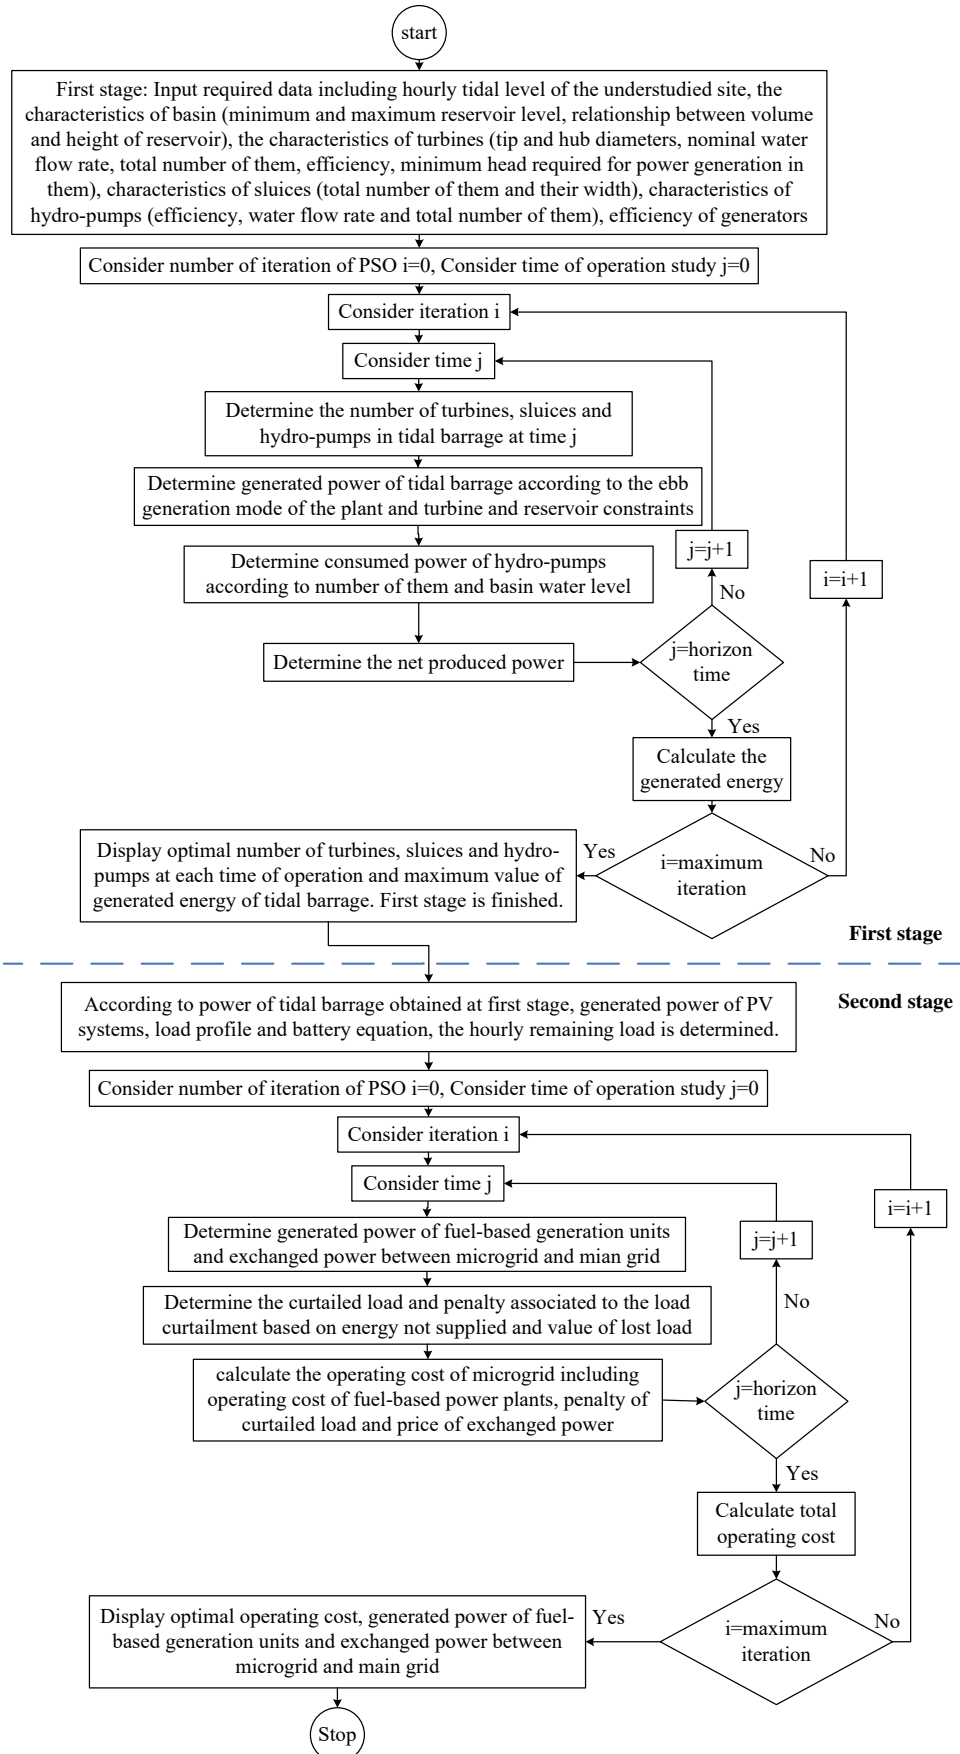 start
First stage: Input required data including hourly tidal level of the understudied site, the
characteristics of basin (minimum and maximum reservoir level, relationship between volume
and height of reservoir), the characteristics of turbines (tip and hub diameters, nominal water
flow rate, total number of them, efficiency, minimum head required for power generation in
them), characteristics of sluices (total number of them and their width), characteristics of
hydro-pumps (efficiency, water flow rate and total number of them), efficiency of generators
Consider number of iteration of PSO i=0, Consider time of operation study j=0
Consider iteration i
Consider time j
Determine the number of turbines, sluices and
hydro-pumps in tidal barrage at time j
Determine generated power of tidal barrage according to the ebb
generation mode of the plant and turbine and reservoir constraints
j=j+1
Determine consumed power of hydro-pumps
according to number of them and basin water level
i=i+1
No
Determine the net produced power
j=horizon
time
Yes
Calculate the
generated energy
Display optimal number of turbines, sluices and hydro-
pumps at each time of operation and maximum value of
generated energy of tidal barrage. First stage is finished.
Yes
i=maximum
iteration
No
First stage
Second stage
According to power of tidal barrage obtained at first stage, generated power of PV
systems, load profile and battery equation, the hourly remaining load is determined.
Consider number of iteration of PSO i=0, Consider time of operation study j=0
Consider iteration i
Consider time j
i=i+1
Determine generated power of fuel-based generation units
and exchanged power between microgrid and mian grid
j=j+1
Determine the curtailed load and penalty associated to the load
curtailment based on energy not supplied and value of lost load
No
calculate the operating cost of microgrid including
operating cost of fuel-based power plants, penalty of
curtailed load and price of exchanged power
j=horizon
time
Yes
Calculate total
operating cost
Display optimal operating cost, generated power of fuel-
based generation units and exchanged power between
microgrid and main grid
Yes
i=maximum
iteration
No
Stop